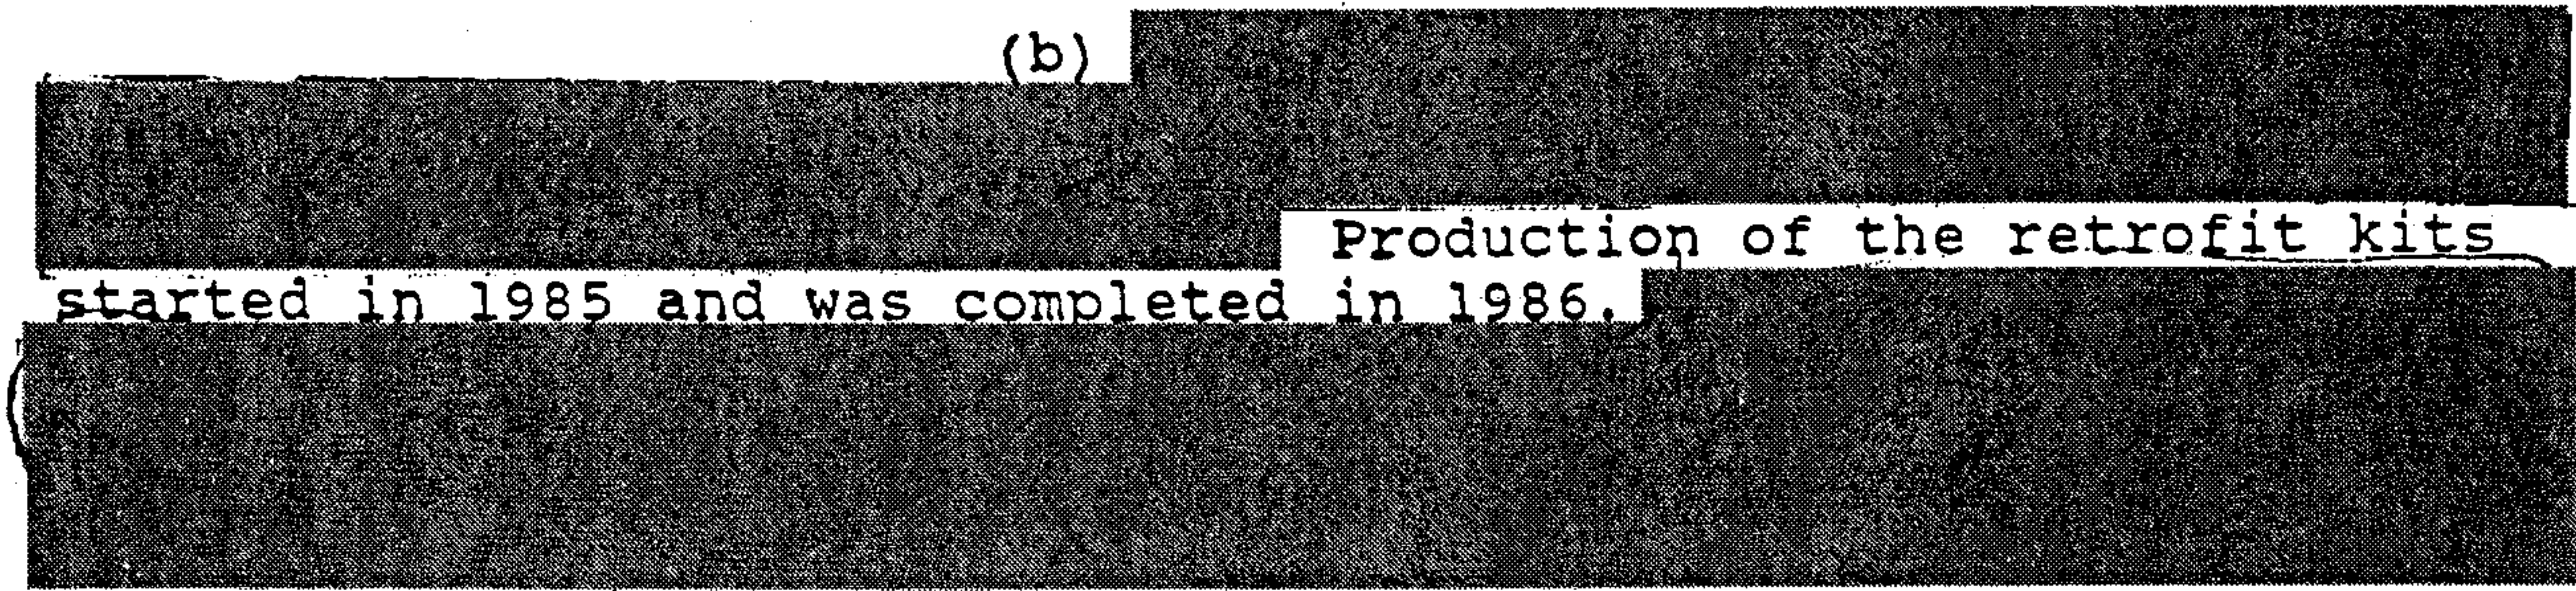 (b)
Production of the retrofit kits
started in 1985 and was completed in 1986.